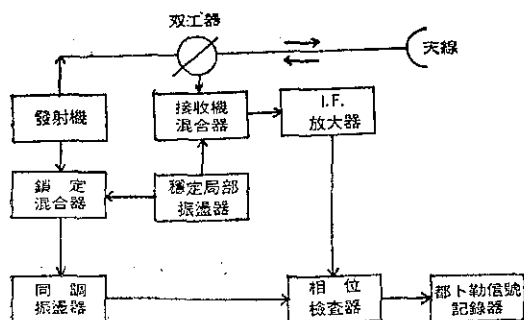 双工器
天線
發射機
接收機
混合器
I.F.
放大器
鎖定
混合器
穩定局部
振盪器
同調
振盪器
相位
檢查器
都卜勒信號
記錄器